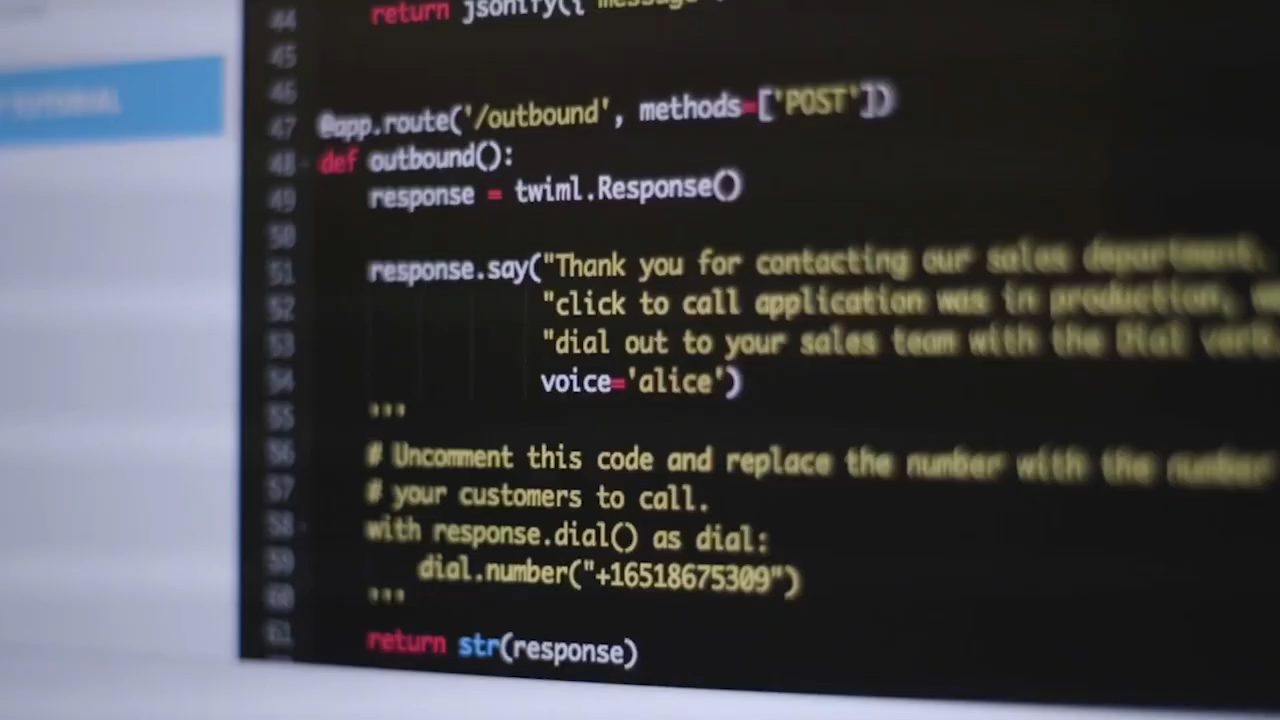 TUTORIAL
44 return jsonify({'message'
45
46
47 @app.route('/outbound', methods=['POST'])
48 def outbound():
49 response = twiml.Response()
50
51 response.say("Thank you for contacting our sales department.
52 "click to call application was in production,
53 "dial out to your sales team with the Dial verb.
54 voice='alice')
55 '''
56 # Uncomment this code and replace the number with the number
57 # your customers to call.
58 with response.dial() as dial:
59 dial.number("+16518675309")
60 '''
61 return str(response)